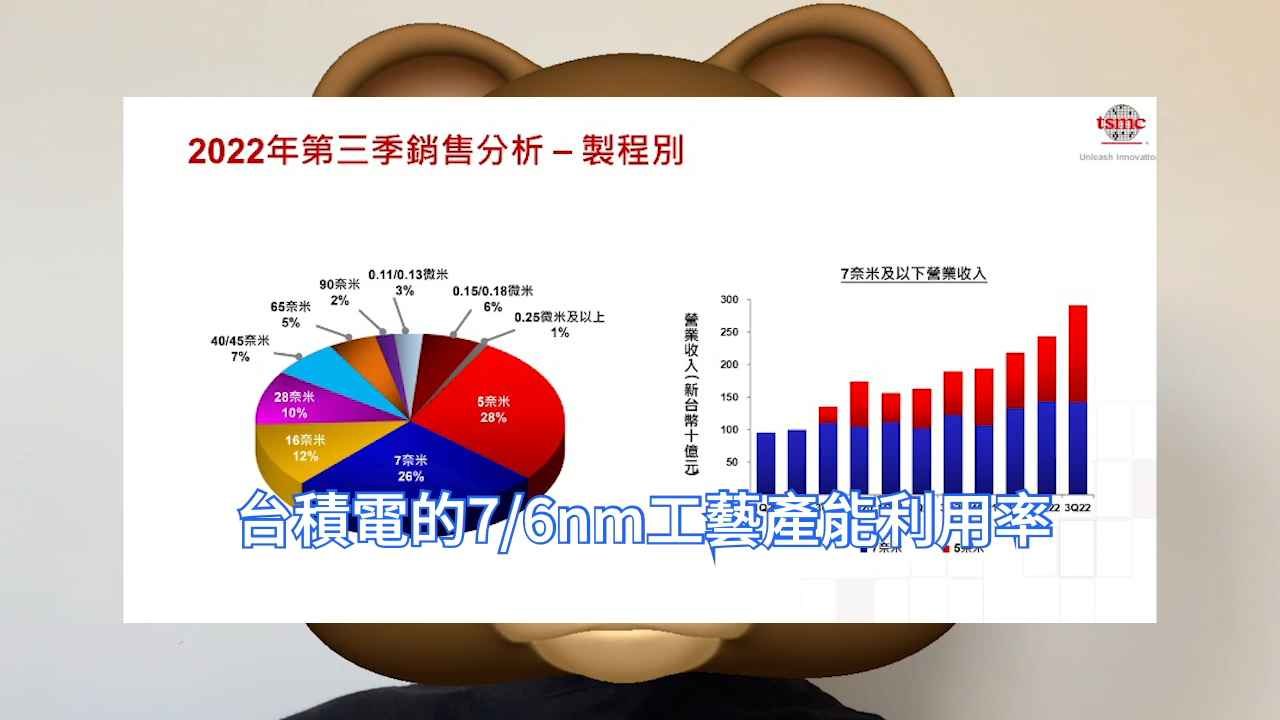 2022年第三季銷售分析 – 製程別
tsmc
Unleash Innovatio
0.11/0.13微米
3%
90奈米
2%
0.15/0.18微米
6%
65奈米
5%
0.25微米及以上
1%
40/45奈米
7%
28奈米
10%
5奈米
28%
16奈米
12%
7奈米
26%
7奈米及以下營業收入
營業收入(新台幣十億元)
300
250
200
150
100
50
3Q22
7奈米
5奈米
台積電的7/6nm工藝產能利用率